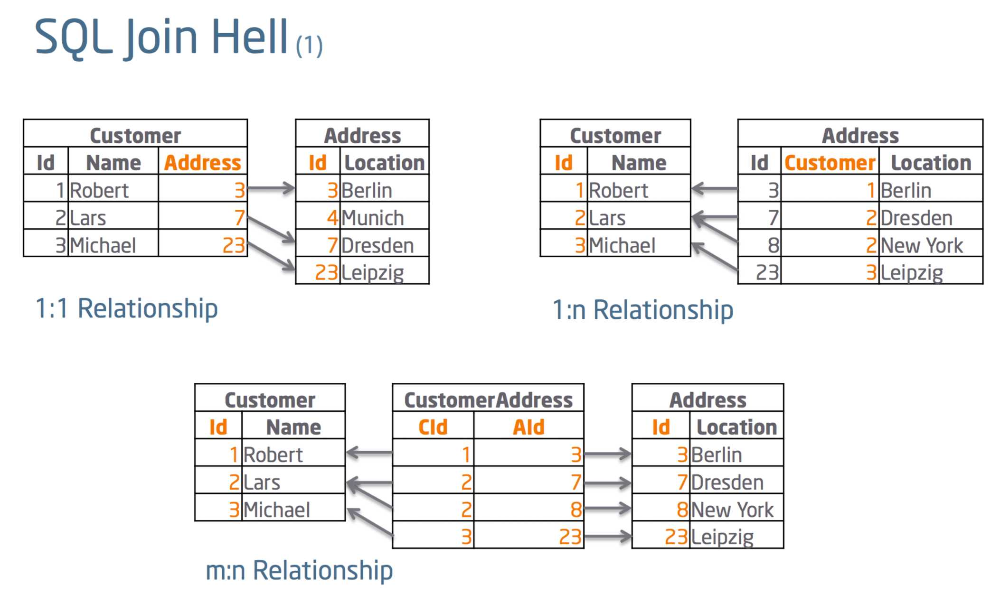 SQL Join Hell (1)
Customer
Id Name Address
1 Robert 3
2 Lars 7
3 Michael 23
Address
Id Location
3 Berlin
4 Munich
7 Dresden
23 Leipzig
1:1 Relationship
Customer
Id Name
1 Robert
2 Lars
3 Michael
Address
Id Customer Location
3 1 Berlin
7 2 Dresden
8 2 New York
23 3 Leipzig
1:n Relationship
Customer
Id Name
1 Robert
2 Lars
3 Michael
CustomerAddress
CId AId
1 3
2 7
2 8
3 23
Address
Id Location
3 Berlin
7 Dresden
8 New York
23 Leipzig
m:n Relationship